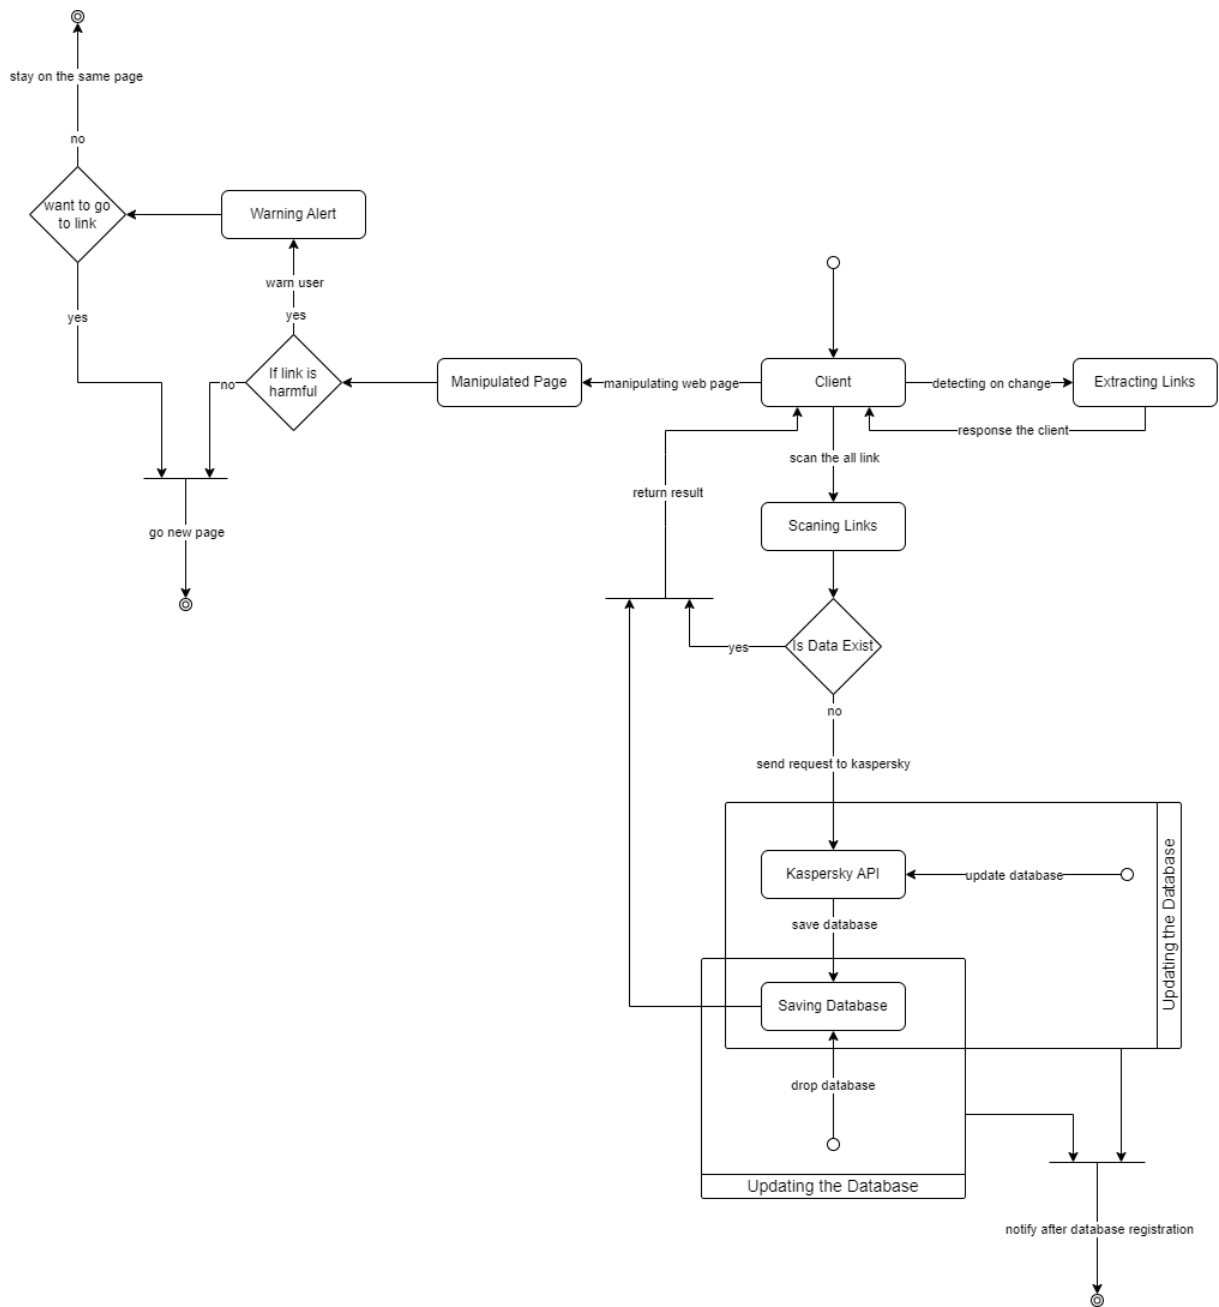 stay on the same page
no
want to go
to link
Warning Alert
warn user
yes
yes
If link is
harmful
no
Manipulated Page
manipulating web page
Client
detecting on change
Extracting Links
response the client
scan the all link
return result
Scaning Links
go new page
Is Data Exist
yes
no
send request to kaspersky
Kaspersky API
update database
Updating the Database
save database
Saving Database
drop database
Updating the Database
notify after database registration